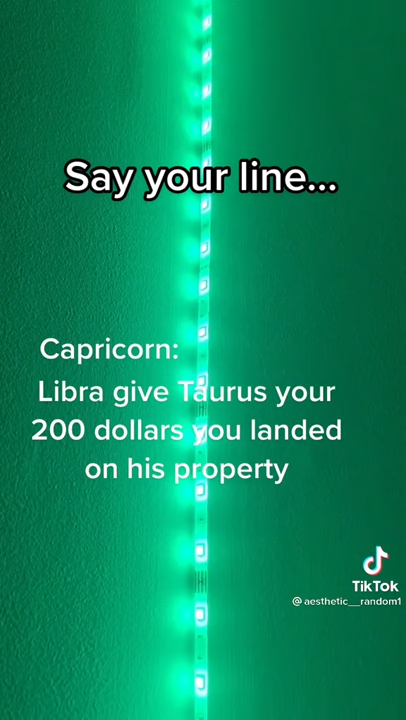 Say your line...
Capricorn:
Libra give Taurus your
200 dollars you landed
on his property
TikTok
@aesthetic__random1